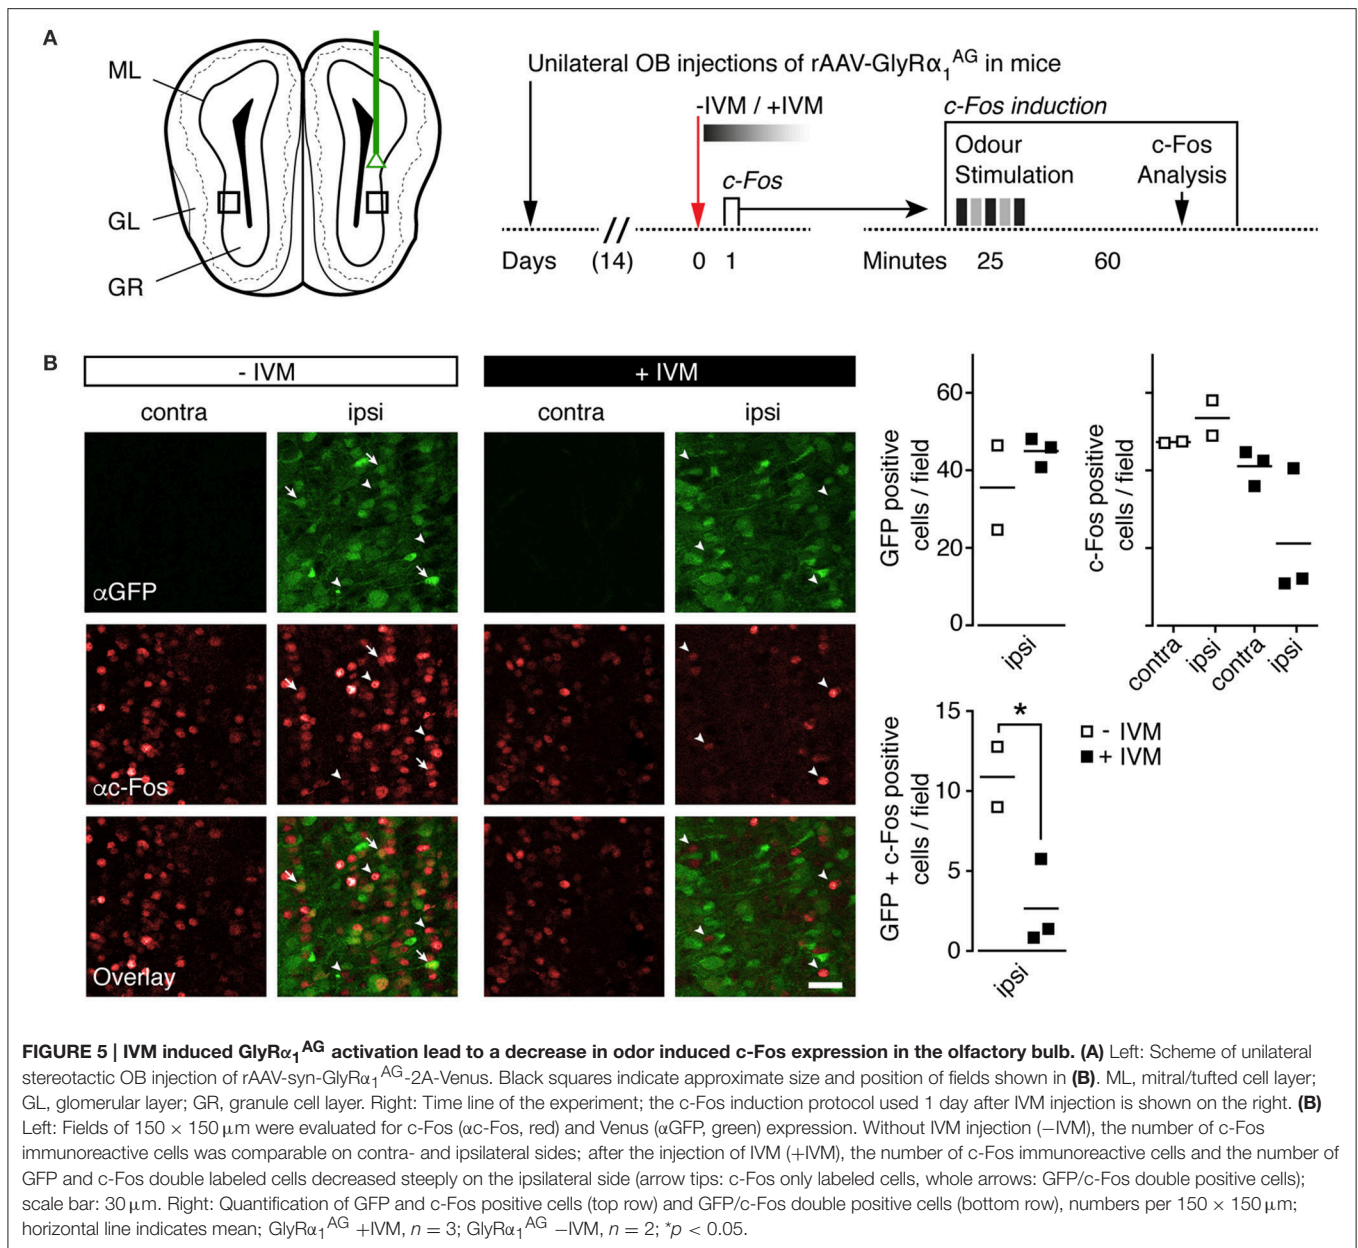 A
ML
GL
GR
Unilateral OB injections of rAAV-GlyRα₁ᴬᴳ in mice
-IVM / +IVM
c-Fos
c-Fos induction
Odour
Stimulation
c-Fos
Analysis
Days (14) 0 1
Minutes 25 60
B
- IVM
+ IVM
contra ipsi contra ipsi
αGFP
αc-Fos
Overlay
GFP positive
cells / field
60
40
20
0
ipsi
c-Fos positive
cells / field
contra
ipsi
contra
ipsi
GFP + c-Fos positive
cells / field
15
10
5
0
*
ipsi
- IVM
+ IVM
FIGURE 5 | IVM induced GlyRα₁ᴬᴳ activation lead to a decrease in odor induced c-Fos expression in the olfactory bulb. (A) Left: Scheme of unilateral
stereotactic OB injection of rAAV-syn-GlyRα₁ᴬᴳ-2A-Venus. Black squares indicate approximate size and position of fields shown in (B). ML, mitral/tufted cell layer;
GL, glomerular layer; GR, granule cell layer. Right: Time line of the experiment; the c-Fos induction protocol used 1 day after IVM injection is shown on the right. (B)
Left: Fields of 150 × 150 μm were evaluated for c-Fos (αc-Fos, red) and Venus (αGFP, green) expression. Without IVM injection (−IVM), the number of c-Fos
immunoreactive cells was comparable on contra- and ipsilateral sides; after the injection of IVM (+IVM), the number of c-Fos immunoreactive cells and the number of
GFP and c-Fos double labeled cells decreased steeply on the ipsilateral side (arrow tips: c-Fos only labeled cells, whole arrows: GFP/c-Fos double positive cells);
scale bar: 30 μm. Right: Quantification of GFP and c-Fos positive cells (top row) and GFP/c-Fos double positive cells (bottom row), numbers per 150 × 150 μm;
horizontal line indicates mean; GlyRα₁ᴬᴳ +IVM, n = 3; GlyRα₁ᴬᴳ −IVM, n = 2; *p < 0.05.